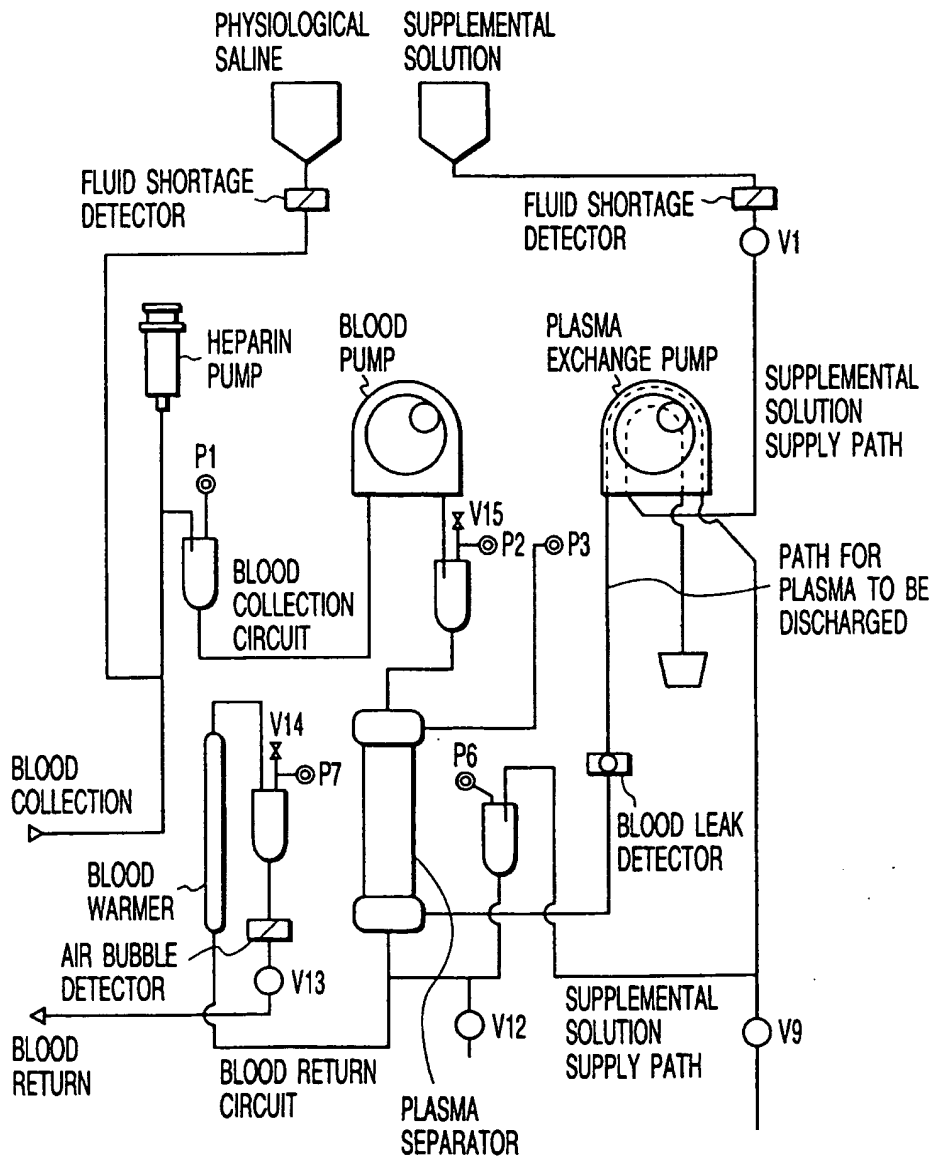 PHYSIOLOGICAL
SALINE
SUPPLEMENTAL
SOLUTION
FLUID SHORTAGE
DETECTOR
FLUID SHORTAGE
DETECTOR
V1
HEPARIN
PUMP
BLOOD
PUMP
PLASMA
EXCHANGE PUMP
SUPPLEMENTAL
SOLUTION
SUPPLY PATH
P1
V15
P2
P3
BLOOD
COLLECTION
CIRCUIT
PATH FOR
PLASMA TO BE
DISCHARGED
V14
P7
P6
BLOOD
COLLECTION
BLOOD LEAK
DETECTOR
BLOOD
WARMER
AIR BUBBLE
DETECTOR
V13
V12
SUPPLEMENTAL
SOLUTION
SUPPLY PATH
V9
BLOOD
RETURN
BLOOD RETURN
CIRCUIT
PLASMA
SEPARATOR